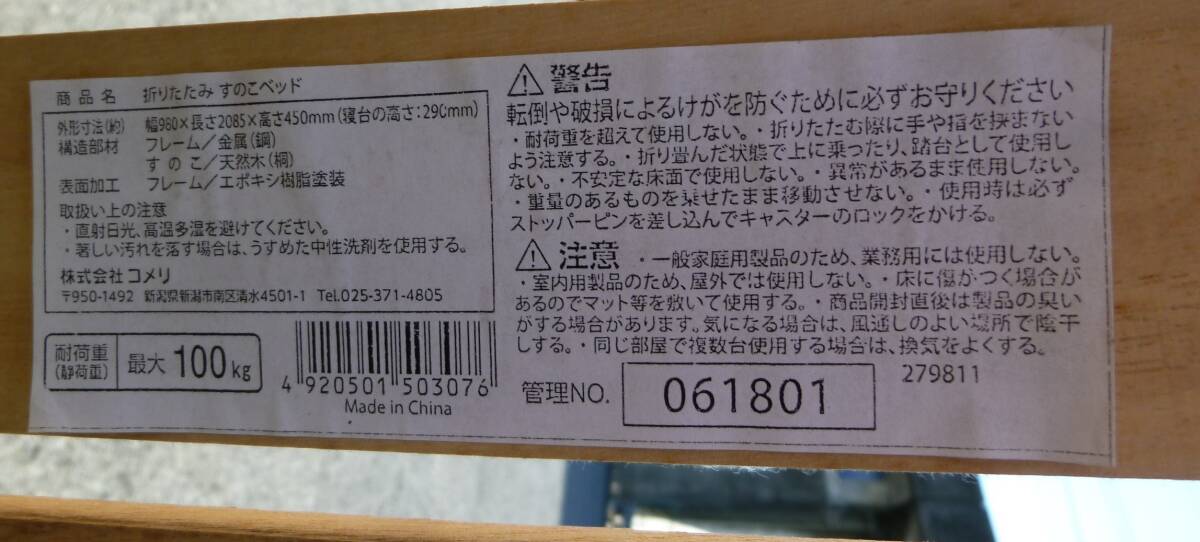 商品名 折りたたみ すのこベッド
外形寸法(約) 幅980×長さ2085×高さ450mm(寝台の高さ:290mm)
構造部材 フレーム/金属(鋼)
すのこ/天然木(桐)
表面加工 フレーム/エポキシ樹脂塗装
取扱い上の注意
・直射日光、高温多湿を避けてください。
・著しい汚れを落す場合は、うすめた中性洗剤を使用する。
株式会社 コメリ
〒950-1492 新潟県新潟市南区清水4501-1 Tel.025-371-4805
耐荷重
(静荷重)
最大 100kg
4 920501 503076
Made in China
⚠ 警告
転倒や破損によるけがを防ぐために必ずお守りください
・耐荷重を超えて使用しない。・折りたたむ際に手や指を挟まない
よう注意する。・折り畳んだ状態で上に乗ったり、踏台として使用し
ない。・不安定な床面で使用しない。・異常があるまま使用しない。
・重量のあるものを乗せたまま移動させない。・使用時は必ず
ストッパーピンを差し込んでキャスターのロックをかける。
⚠ 注意 ・一般家庭用製品のため、業務用には使用しない。
・室内用製品のため、屋外では使用しない。・床に傷がつく場合が
あるのでマット等を敷いて使用する。・商品開封直後は製品の臭い
がする場合があります。気になる場合は、風通しのよい場所で陰干
しする。・同じ部屋で複数台使用する場合は、換気をよくする。
279811
管理NO. 061801